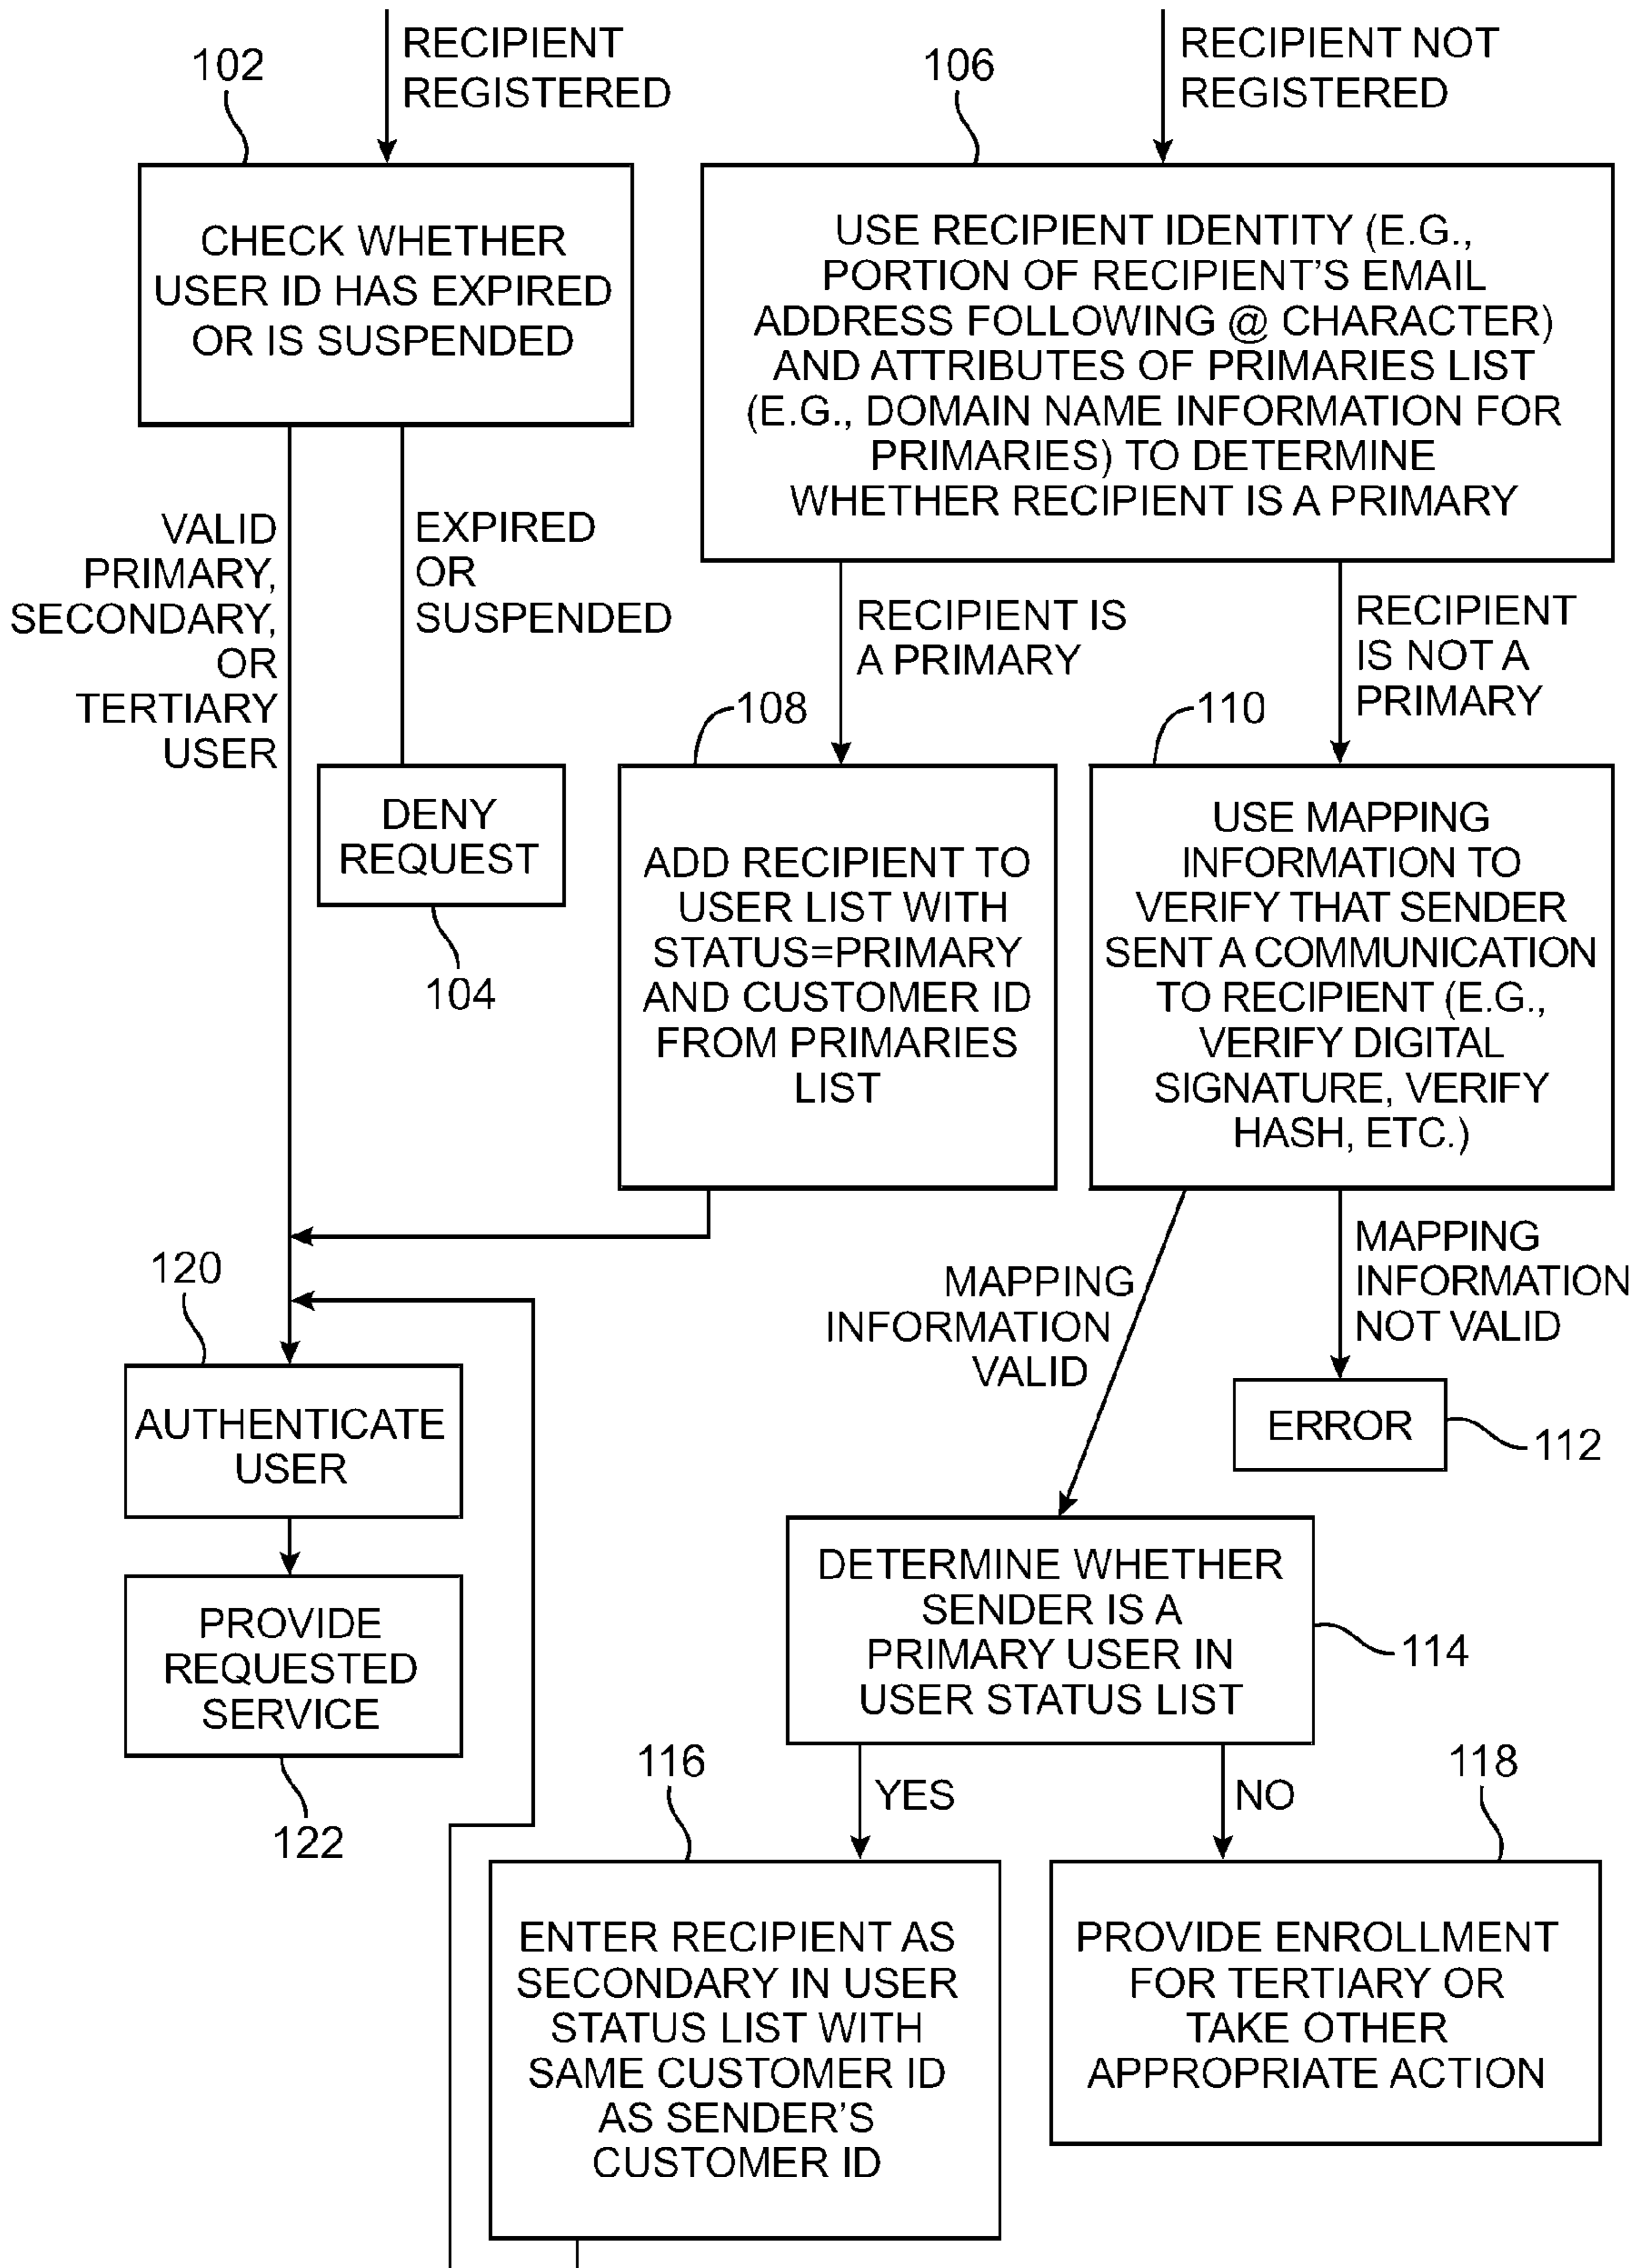 RECIPIENT
REGISTERED
102
CHECK WHETHER
USER ID HAS EXPIRED
OR IS SUSPENDED
RECIPIENT NOT
REGISTERED
106
USE RECIPIENT IDENTITY (E.G.,
PORTION OF RECIPIENT'S EMAIL
ADDRESS FOLLOWING @ CHARACTER)
AND ATTRIBUTES OF PRIMARIES LIST
(E.G., DOMAIN NAME INFORMATION FOR
PRIMARIES) TO DETERMINE
WHETHER RECIPIENT IS A PRIMARY
VALID
PRIMARY,
SECONDARY,
OR
TERTIARY
USER
EXPIRED
OR
SUSPENDED
RECIPIENT IS
A PRIMARY
RECIPIENT
IS NOT A
PRIMARY
DENY
REQUEST
104
108
ADD RECIPIENT TO
USER LIST WITH
STATUS=PRIMARY
AND CUSTOMER ID
FROM PRIMARIES
LIST
110
USE MAPPING
INFORMATION TO
VERIFY THAT SENDER
SENT A COMMUNICATION
TO RECIPIENT (E.G.,
VERIFY DIGITAL
SIGNATURE, VERIFY
HASH, ETC.)
MAPPING
INFORMATION
VALID
MAPPING
INFORMATION
NOT VALID
120
AUTHENTICATE
USER
ERROR
112
PROVIDE
REQUESTED
SERVICE
122
DETERMINE WHETHER
SENDER IS A
PRIMARY USER IN
USER STATUS LIST
114
YES
NO
116
ENTER RECIPIENT AS
SECONDARY IN USER
STATUS LIST WITH
SAME CUSTOMER ID
AS SENDER'S
CUSTOMER ID
118
PROVIDE ENROLLMENT
FOR TERTIARY OR
TAKE OTHER
APPROPRIATE ACTION